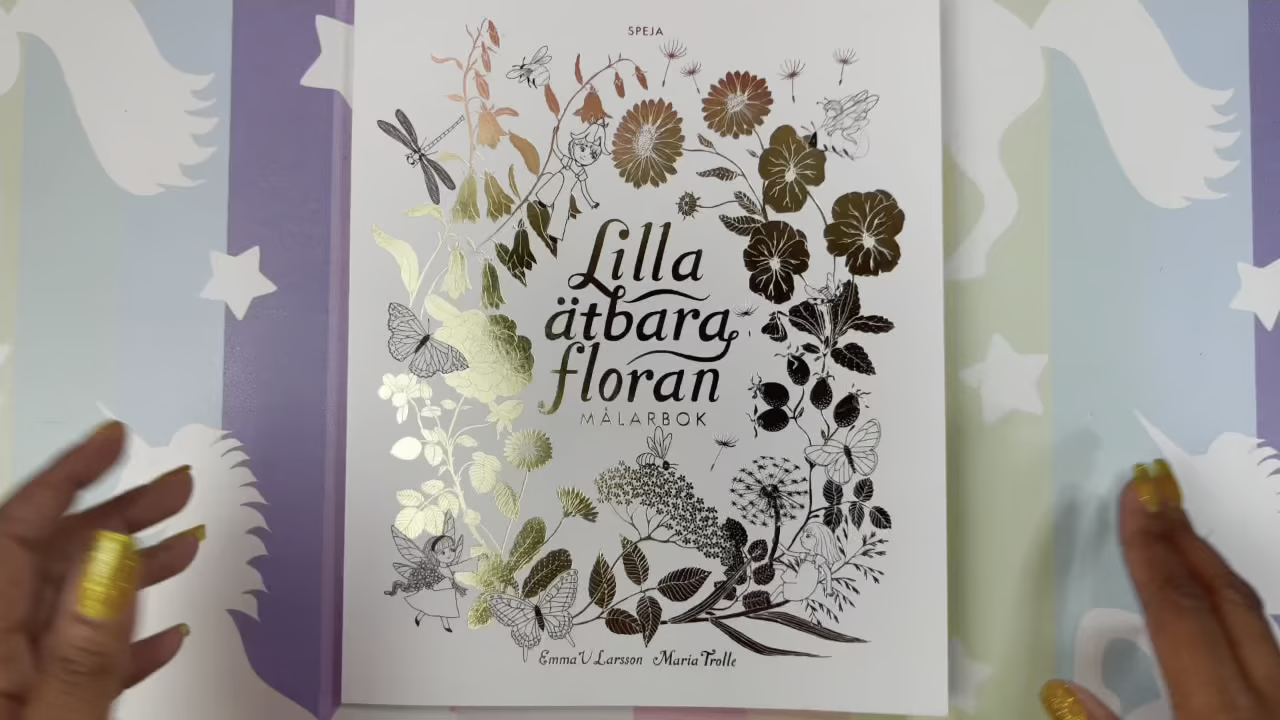 SPEJA
Lilla
ätbara
floran
MÅLARBOK
Emma V Larsson Maria Trolle